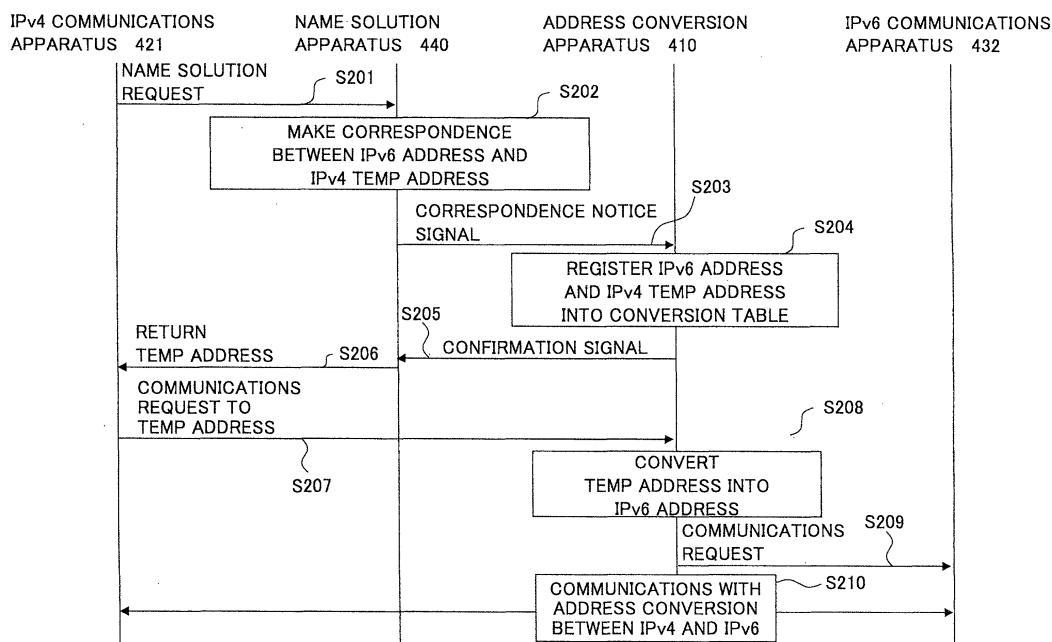 IPv4 COMMUNICATIONS
APPARATUS 421
NAME SOLUTION
APPARATUS 440
ADDRESS CONVERSION
APPARATUS 410
IPv6 COMMUNICATIONS
APPARATUS 432
NAME SOLUTION
REQUEST
S201
S202
MAKE CORRESPONDENCE
BETWEEN IPv6 ADDRESS AND
IPv4 TEMP ADDRESS
S203
CORRESPONDENCE NOTICE
SIGNAL
S204
REGISTER IPv6 ADDRESS
AND IPv4 TEMP ADDRESS
INTO CONVERSION TABLE
S205
CONFIRMATION SIGNAL
RETURN
TEMP ADDRESS
S206
COMMUNICATIONS
REQUEST TO
TEMP ADDRESS
S207
S208
CONVERT
TEMP ADDRESS INTO
IPv6 ADDRESS
COMMUNICATIONS
REQUEST
S209
S210
COMMUNICATIONS WITH
ADDRESS CONVERSION
BETWEEN IPv4 AND IPv6